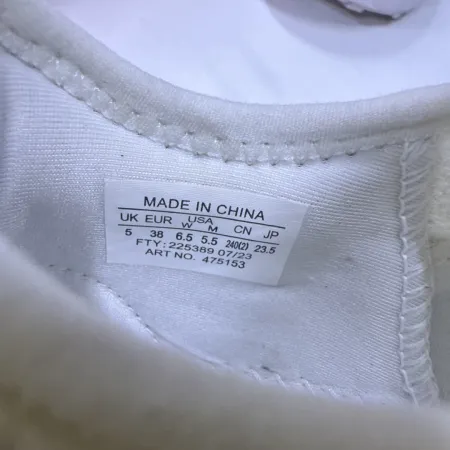 MADE IN CHINA
UK EUR USA CN JP
W M
5 38 6.5 5.5 240(2) 23.5
FTY: 225389 07/23
ART NO. 475153